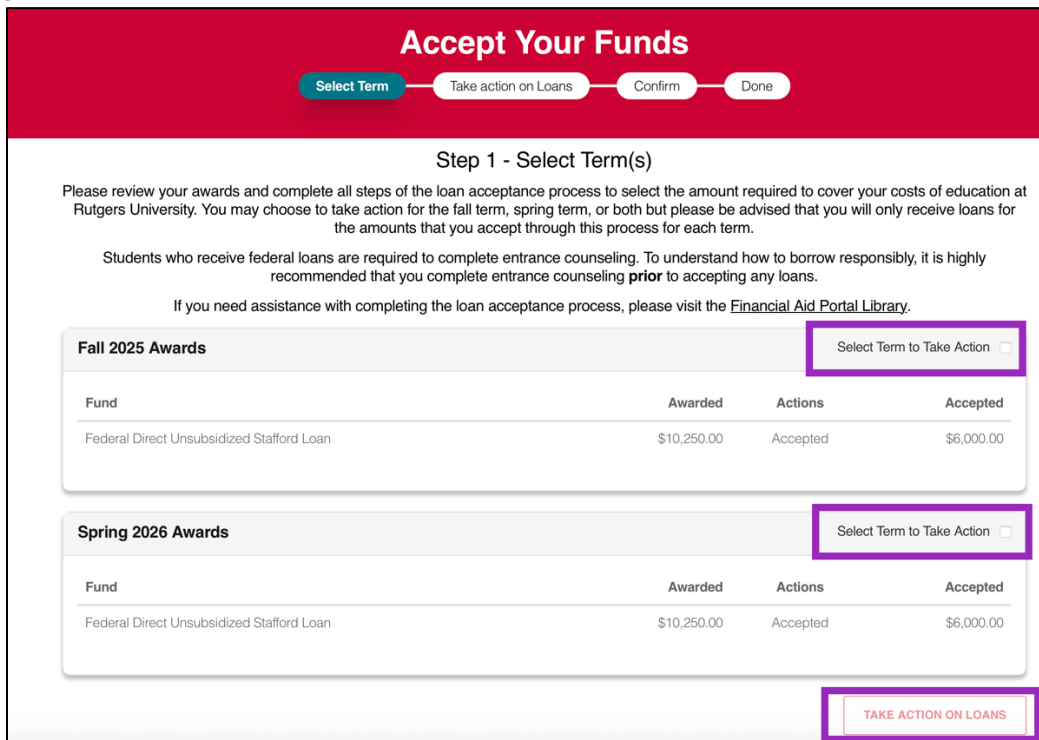 Accept Your Funds
Select Term Take action on Loans Confirm Done
Step 1 - Select Term(s)
Please review your awards and complete all steps of the loan acceptance process to select the amount required to cover your costs of education at
Rutgers University. You may choose to take action for the fall term, spring term, or both but please be advised that you will only receive loans for
the amounts that you accept through this process for each term.
Students who receive federal loans are required to complete entrance counseling. To understand how to borrow responsibly, it is highly
recommended that you complete entrance counseling prior to accepting any loans.
If you need assistance with completing the loan acceptance process, please visit the Financial Aid Portal Library.
Fall 2025 Awards Select Term to Take Action
Fund Awarded Actions Accepted
Federal Direct Unsubsidized Stafford Loan $10,250.00 Accepted $6,000.00
Spring 2026 Awards Select Term to Take Action
Fund Awarded Actions Accepted
Federal Direct Unsubsidized Stafford Loan $10,250.00 Accepted $6,000.00
TAKE ACTION ON LOANS